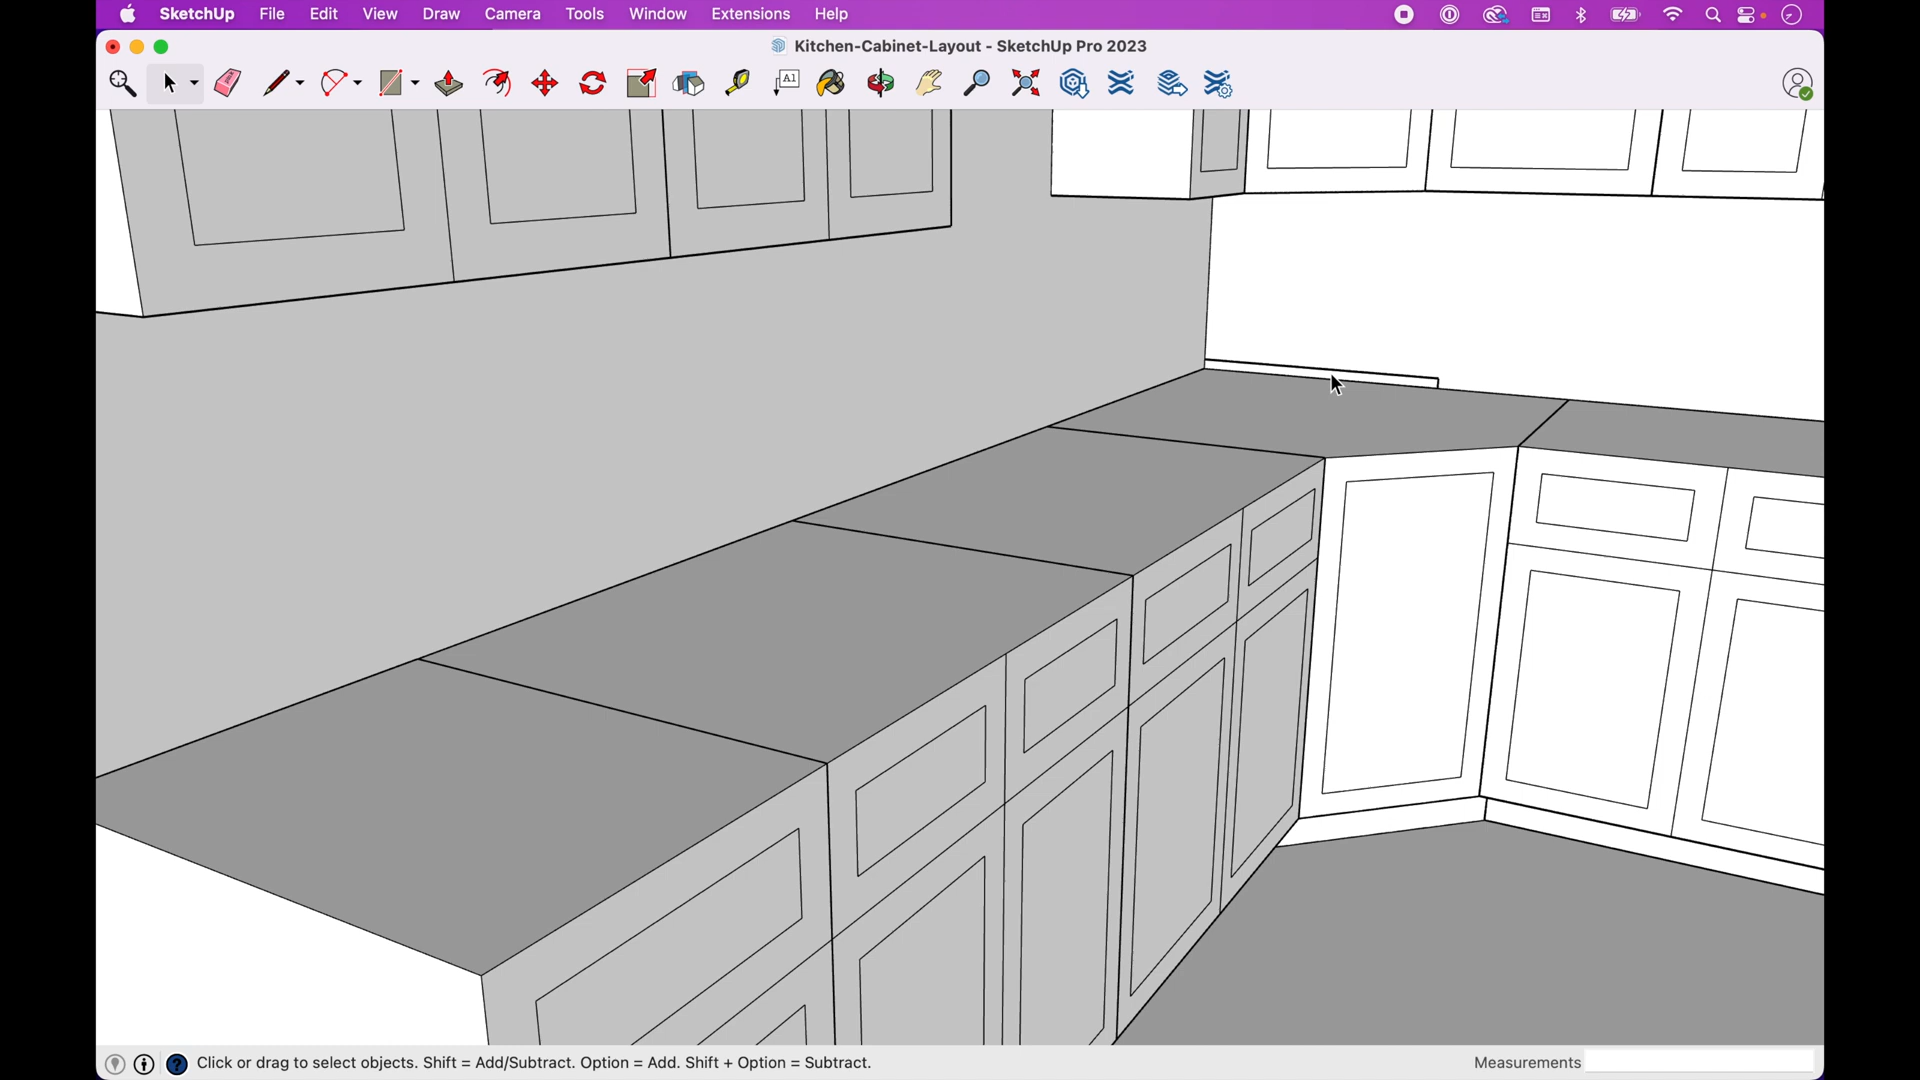 SketchUp File Edit View Draw Camera Tools Window Extensions Help
Kitchen-Cabinet-Layout - SketchUp Pro 2023
A1
Click or drag to select objects. Shift = Add/Subtract. Option = Add. Shift + Option = Subtract.
Measurements